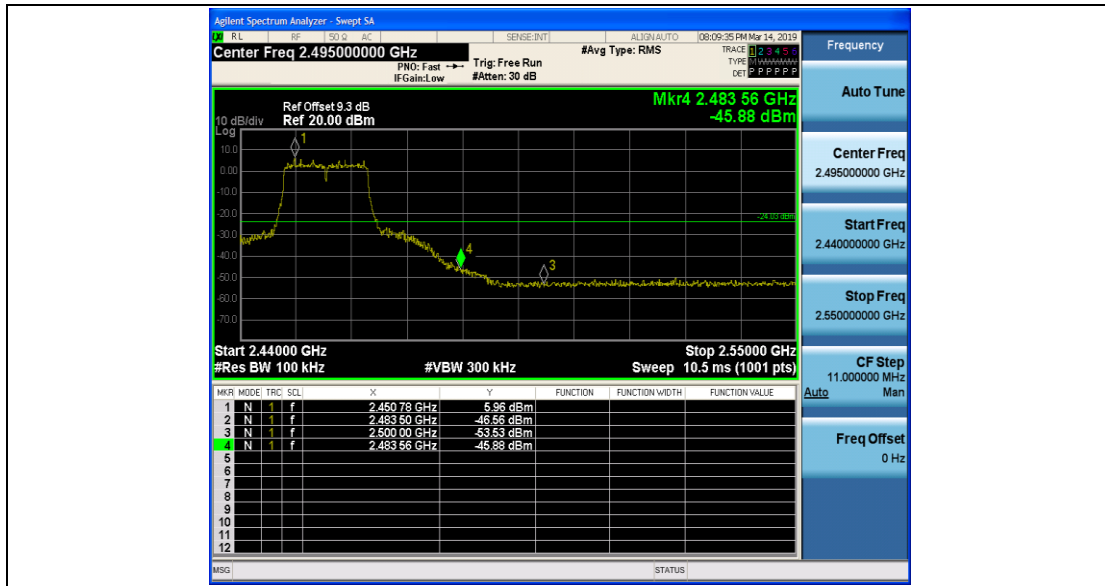 Agilent Spectrum Analyzer - Swept SA
LXI RL RF 50 Ω AC SENSE:INT ALIGN AUTO 08:09:35 PM Mar 14, 2019
Center Freq 2.495000000 GHz
#Avg Type: RMS
TRACE 1 2 3 4 5 6
PNO: Fast
Trig: Free Run
TYPE M WWWWW
IFGain:Low
#Atten: 30 dB
DET P P P P P P
Mkr4 2.483 56 GHz
Ref Offset 9.3 dB
10 dB/div Ref 20.00 dBm
-45.88 dBm
Log
1
10.0
0.00
-10.0
-20.0
-24.03 dBm
-30.0
4
-40.0
3
-50.0
-60.0
-70.0
Start 2.44000 GHz
Stop 2.55000 GHz
#Res BW 100 kHz
#VBW 300 kHz
Sweep 10.5 ms (1001 pts)
MKR MODE TRC SCL X Y FUNCTION FUNCTION WIDTH FUNCTION VALUE
1 N 1 f 2.450 78 GHz 5.96 dBm
2 N 1 f 2.483 50 GHz -46.56 dBm
3 N 1 f 2.500 00 GHz -53.53 dBm
4 N 1 f 2.483 56 GHz -45.88 dBm
5
6
7
8
9
10
11
12
MSG STATUS
Frequency
Auto Tune
Center Freq
2.495000000 GHz
Start Freq
2.440000000 GHz
Stop Freq
2.550000000 GHz
CF Step
11.000000 MHz
Auto Man
Freq Offset
0 Hz